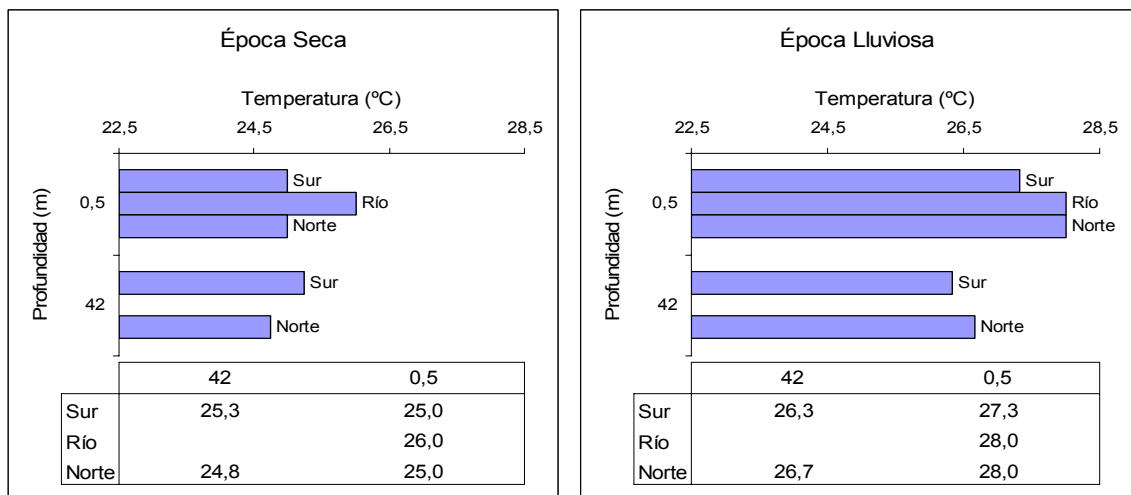 Época Seca
Temperatura (ºC)
22,5 24,5 26,5 28,5
Profundidad (m)
0,5
Sur
Río
Norte
42
Sur
Norte
42 0,5
Sur 25,3 25,0
Río 26,0
Norte 24,8 25,0
Época Lluviosa
Temperatura (ºC)
22,5 24,5 26,5 28,5
Profundidad (m)
0,5
Sur
Río
Norte
42
Sur
Norte
42 0,5
Sur 26,3 27,3
Río 28,0
Norte 26,7 28,0